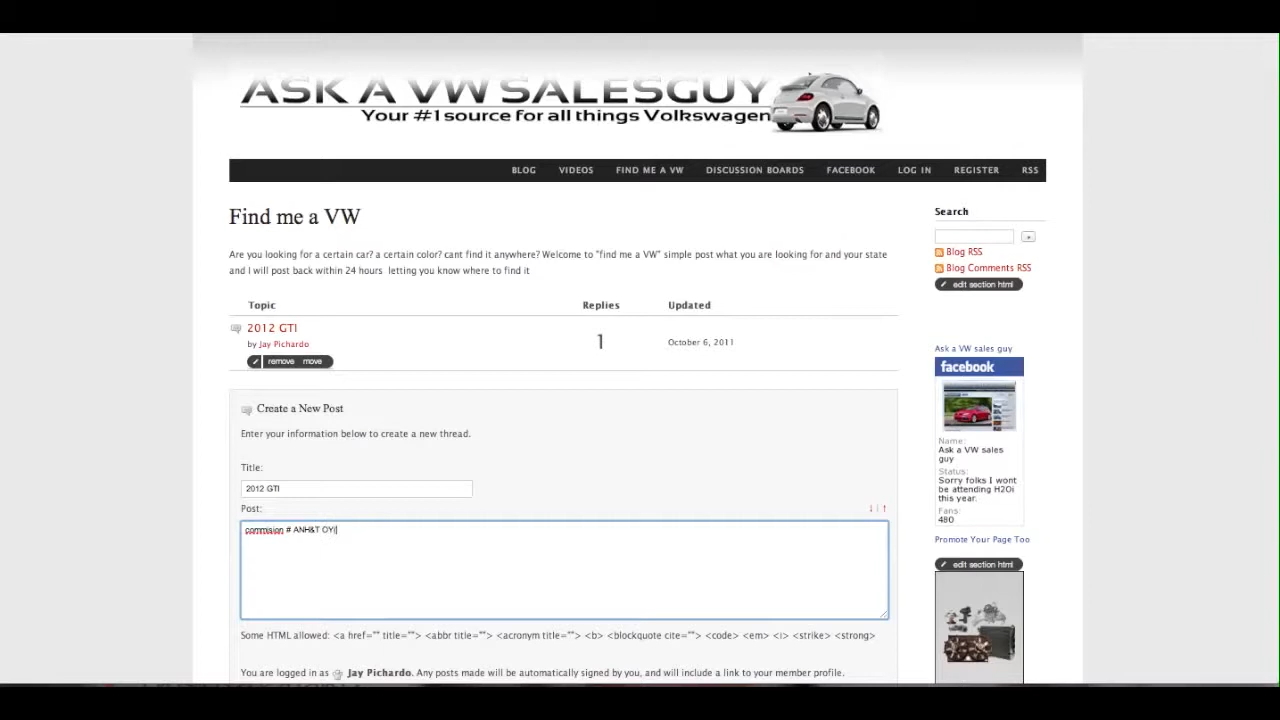 ASK A VW SALESGUY
Your #1 source for all things Volkswagen
BLOG VIDEOS FIND ME A VW DISCUSSION BOARDS FACEBOOK LOG IN REGISTER RSS
Find me a VW
Are you looking for a certain car? a certain color? cant find it anywhere? Welcome to "find me a VW" simple post what you are looking for and your state
and I will post back within 24 hours letting you know where to find it
Topic Replies Updated
2012 GTI
by Jay Pichardo
1
October 6, 2011
remove move
Create a New Post
Enter your information below to create a new thread.
Title:
2012 GTI
Post:
commision # ANH&T OYI
Some HTML allowed: <a href="" title=""> <abbr title=""> <acronym title=""> <b> <blockquote cite=""> <code> <em> <i> <strike> <strong>
You are logged in as Jay Pichardo. Any posts made will be automatically signed by you, and will include a link to your member profile.
Search
Blog RSS
Blog Comments RSS
edit section html
Ask a VW sales guy
facebook
Name:
Ask a VW sales
guy
Status:
Sorry folks I wont
be attending H2Oi
this year.
Fans:
480
Promote Your Page Too
edit section html